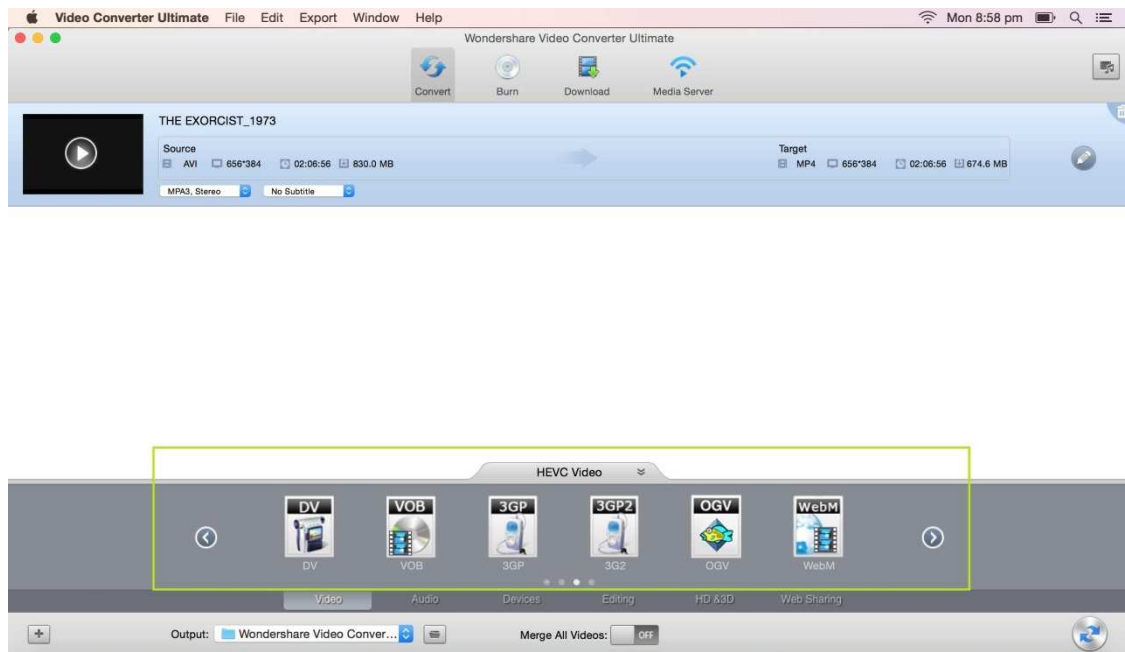 Video Converter Ultimate File Edit Export Window Help Mon 8:58 pm
Wondershare Video Converter Ultimate
Convert Burn Download Media Server
THE EXORCIST_1973
Source Target
AVI 656*384 02:06:56 830.0 MB MP4 656*384 02:06:56 674.6 MB
MPA3, Stereo No Subtitle
HEVC Video
DV VOB 3GP 3GP2 OGV WebM
DV VOB 3GP 3G2 OGV WebM
Video Audio Devices Editing HD &3D Web Sharing
Output: Wondershare Video Conver... Merge All Videos: OFF